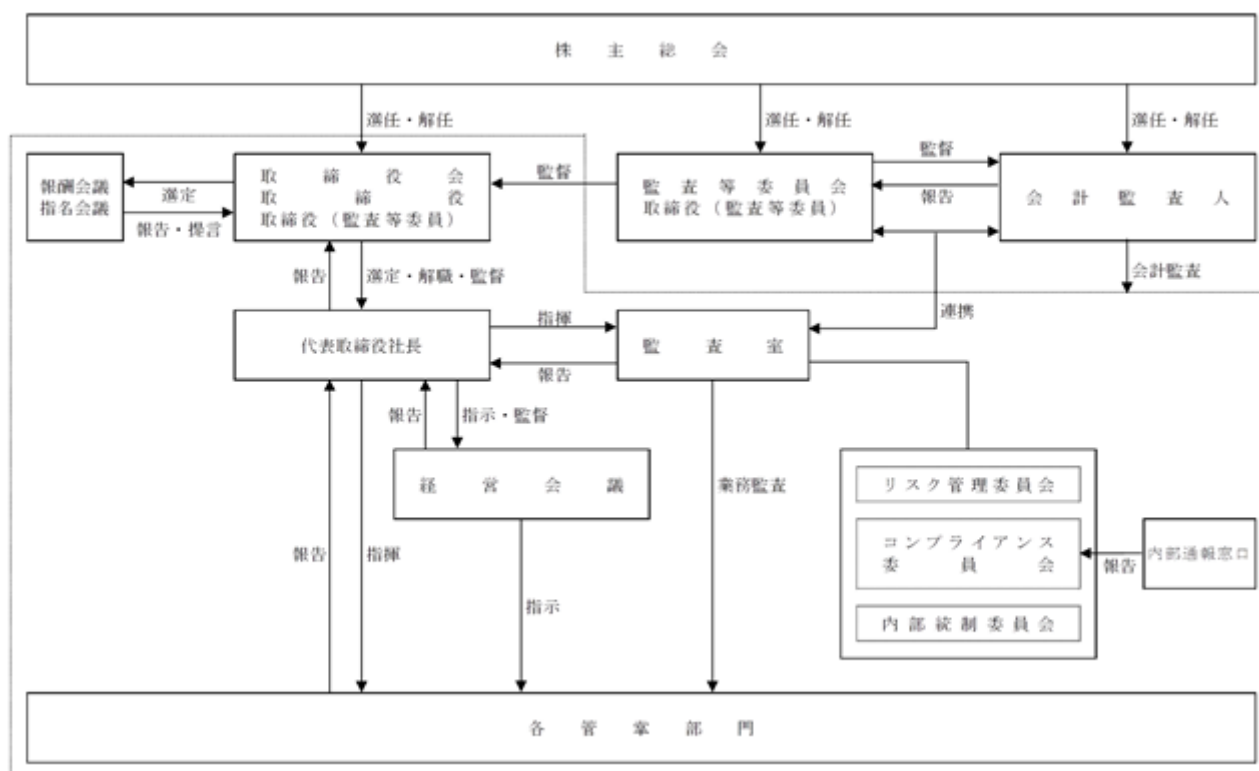 株主総会
選任・解任
選任・解任
選任・解任
報酬会議
指名会議
選定
報告・提言
取締役会
取締役
取締役（監査等委員）
監督
監査等委員会
取締役（監査等委員）
監督
報告
会計監査人
報告
選定・解職・監督
会計監査
連携
代表取締役社長
指揮
報告
監査室
報告
指示・監督
経営会議
業務監査
リスク管理委員会
コンプライアンス
委員会
内部統制委員会
報告
内部通報窓口
報告
指揮
指示
各管掌部門